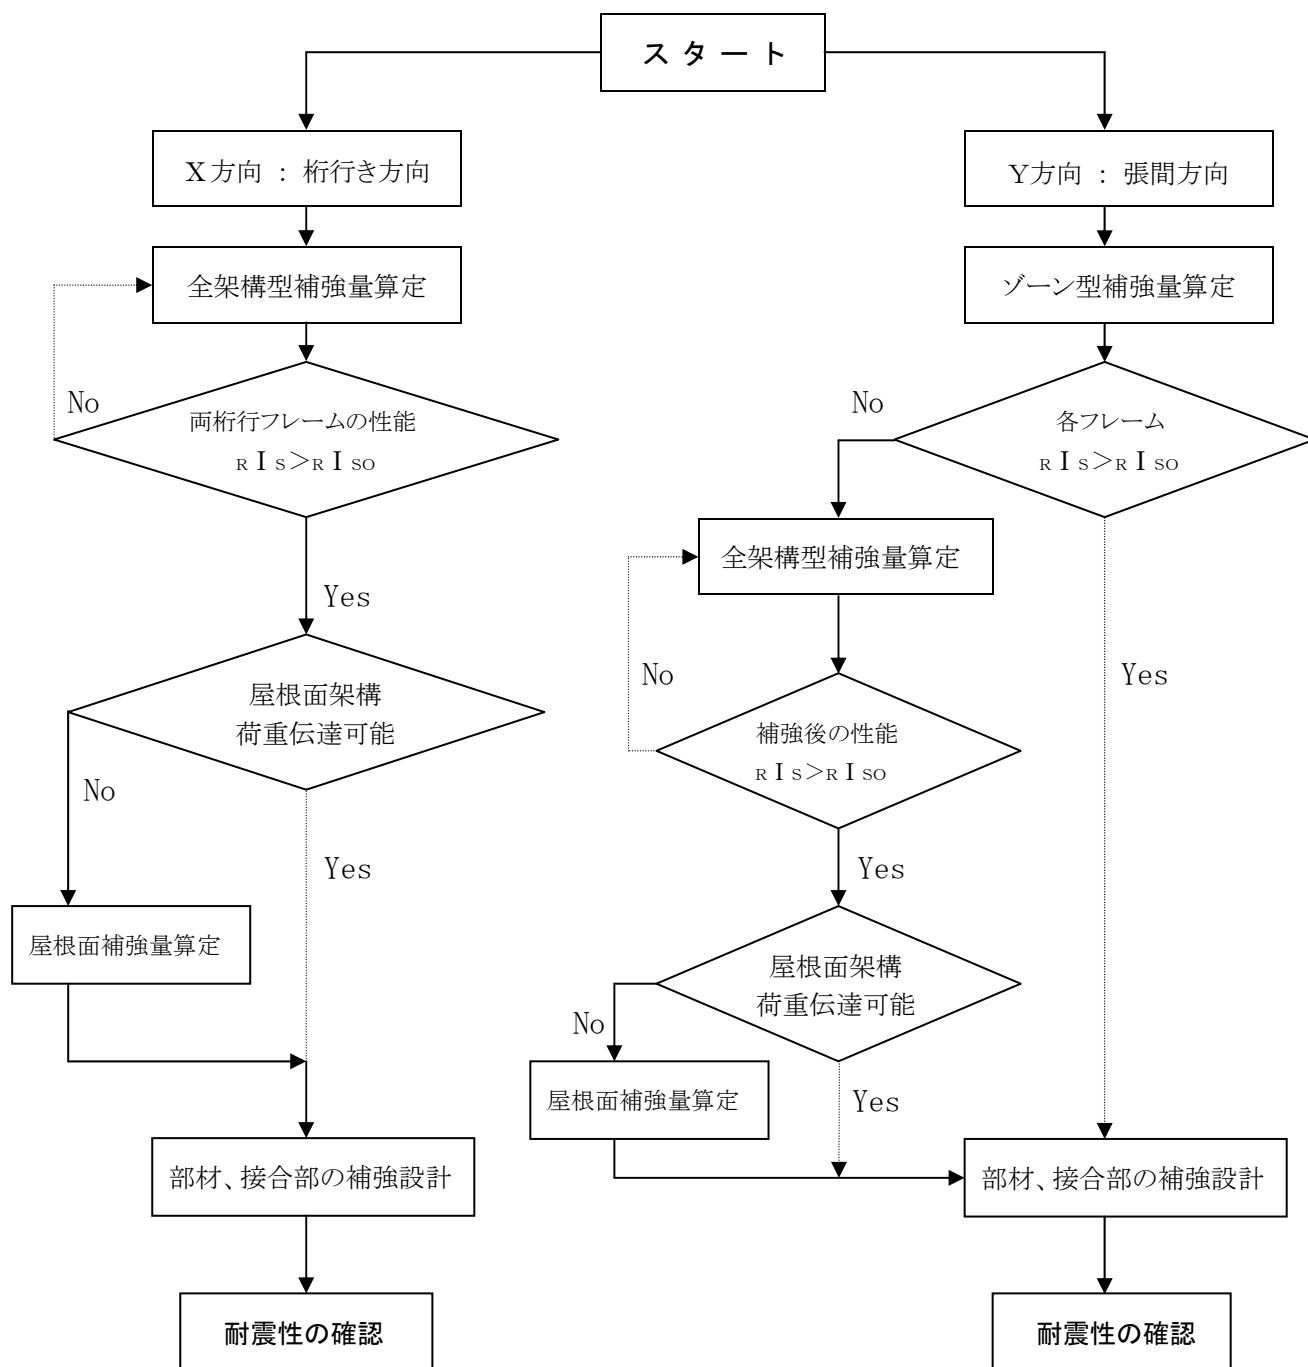 スタート
X方向 : 桁行き方向
Y方向 : 張間方向
全架構型補強量算定
ゾーン型補強量算定
No
両桁行フレームの性能
RIS>RISO
No
各フレーム
RIS>RISO
全架構型補強量算定
Yes
No
Yes
屋根面架構
荷重伝達可能
補強後の性能
RIS>RISO
No
Yes
Yes
屋根面補強量算定
屋根面架構
荷重伝達可能
No
屋根面補強量算定
Yes
部材、接合部の補強設計
部材、接合部の補強設計
耐震性の確認
耐震性の確認